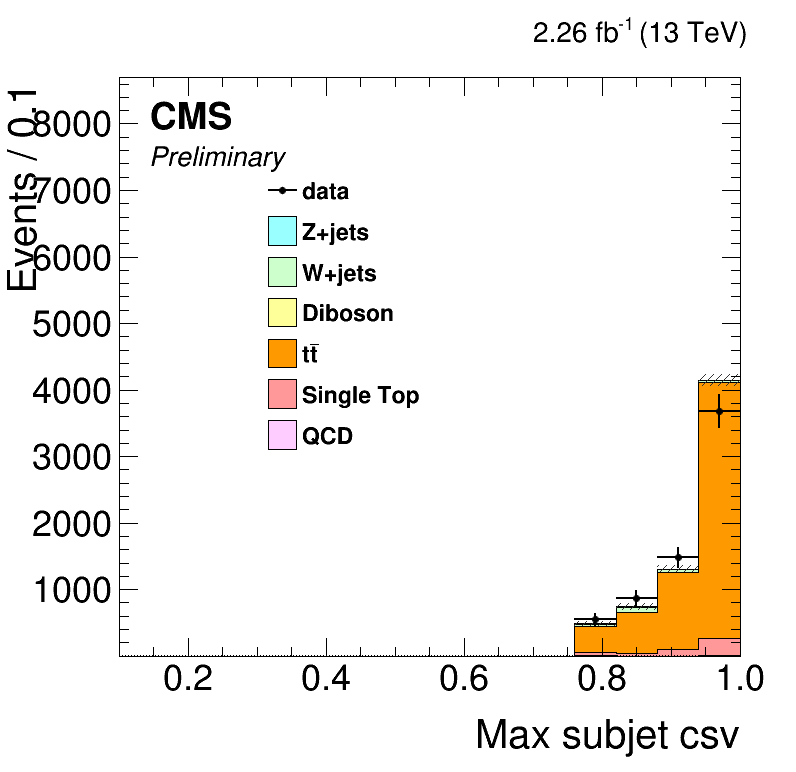 2.26 fb⁻¹ (13 TeV)
Events / 0.1
CMS
Preliminary
data
Z+jets
W+jets
Diboson
tt̄
Single Top
QCD
8000
7000
6000
5000
4000
3000
2000
1000
0.2 0.4 0.6 0.8 1.0
Max subjet csv